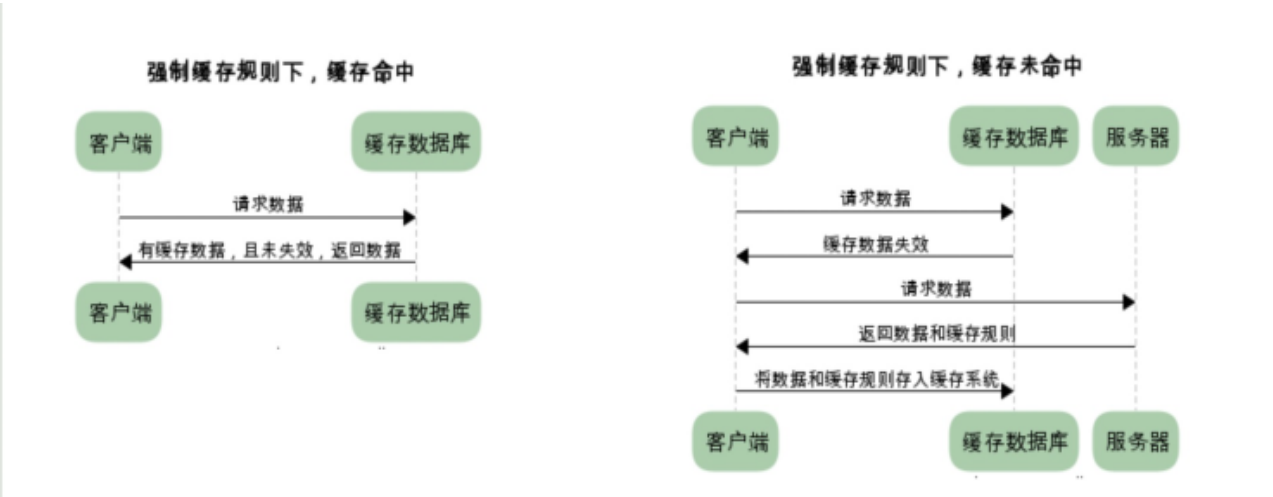 强制缓存规则下，缓存命中
客户端
缓存数据库
请求数据
有缓存数据，且未失效，返回数据
客户端
缓存数据库
强制缓存规则下，缓存未命中
客户端
缓存数据库
服务器
请求数据
缓存数据失效
请求数据
返回数据和缓存规则
将数据和缓存规则存入缓存系统
客户端
缓存数据库
服务器